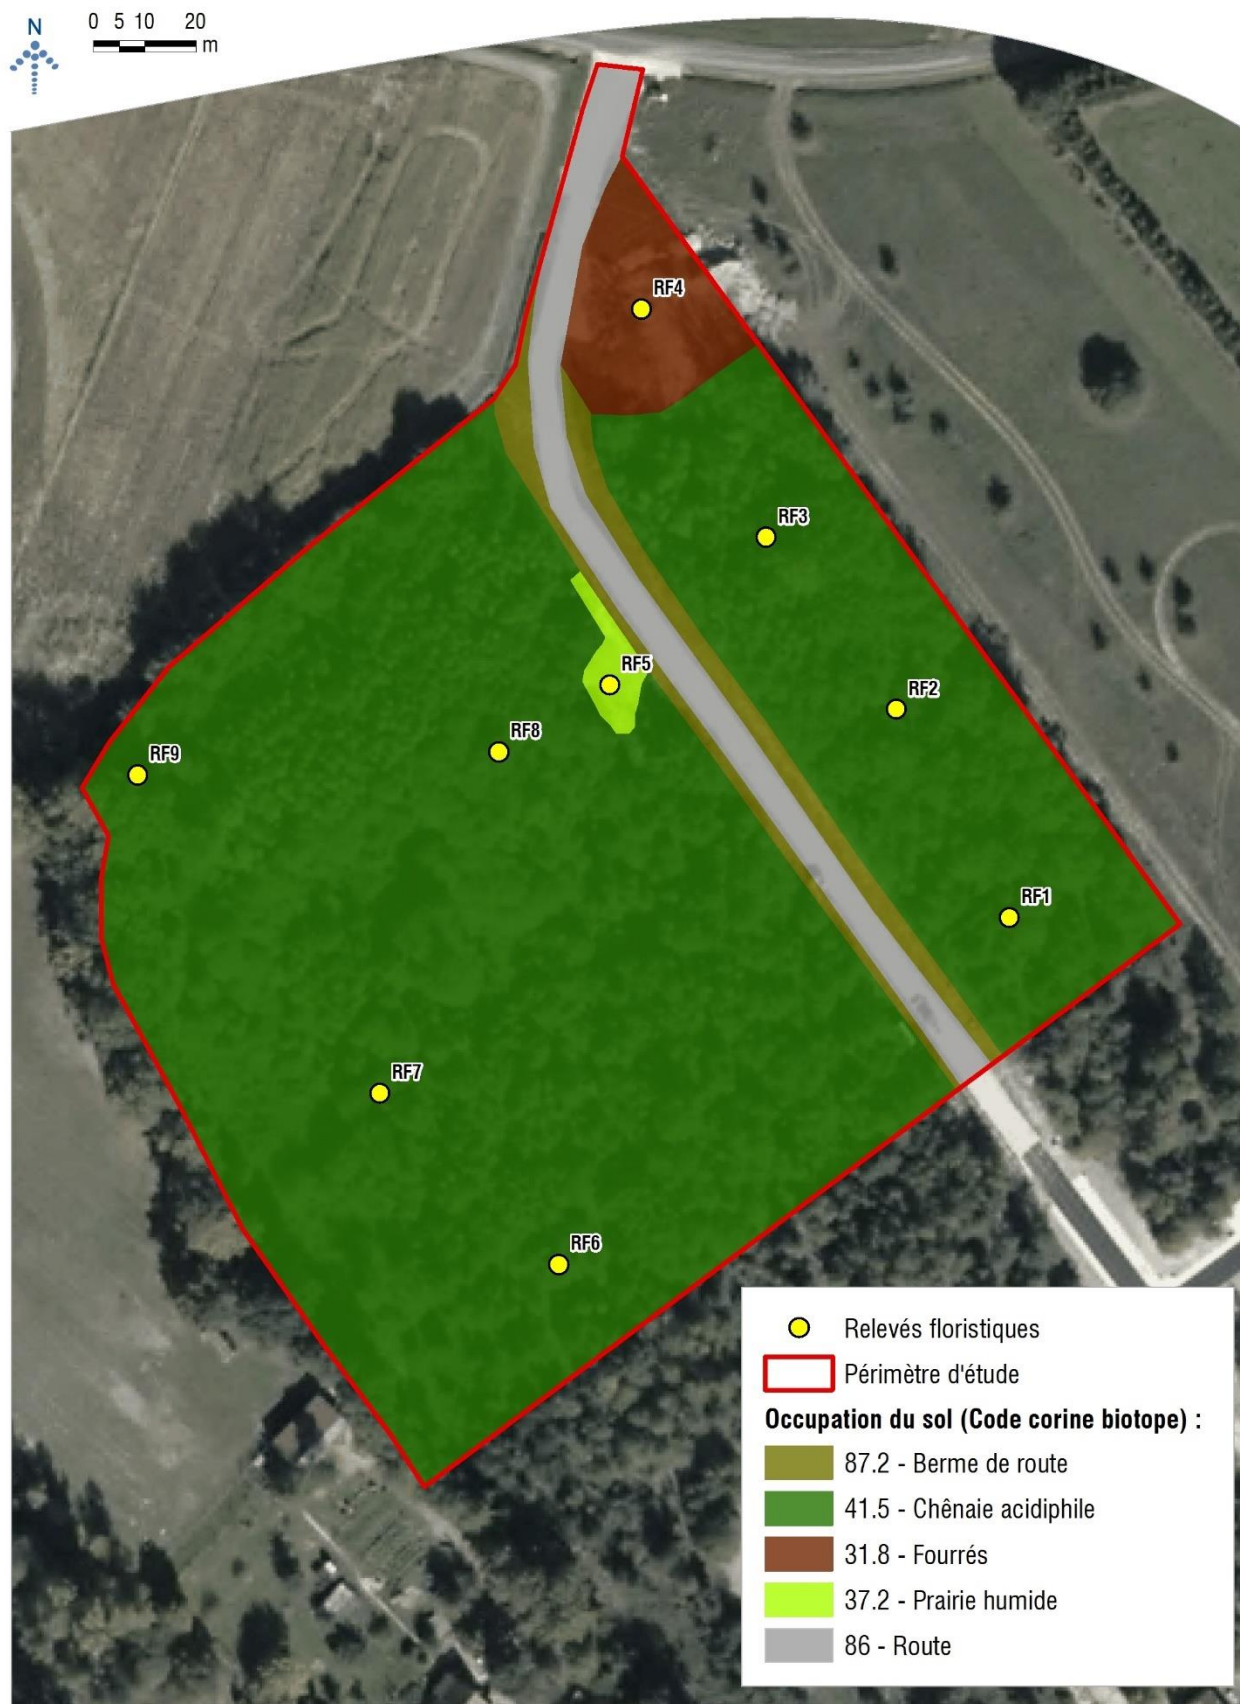 N
0 5 10 20
m
RF4
RF3
RF5
RF2
RF8
RF9
RF1
RF7
RF6
Relevés floristiques
Périmètre d'étude
Occupation du sol (Code corine biotope) :
87.2 - Berme de route
41.5 - Chênaie acidiphile
31.8 - Fourrés
37.2 - Prairie humide
86 - Route